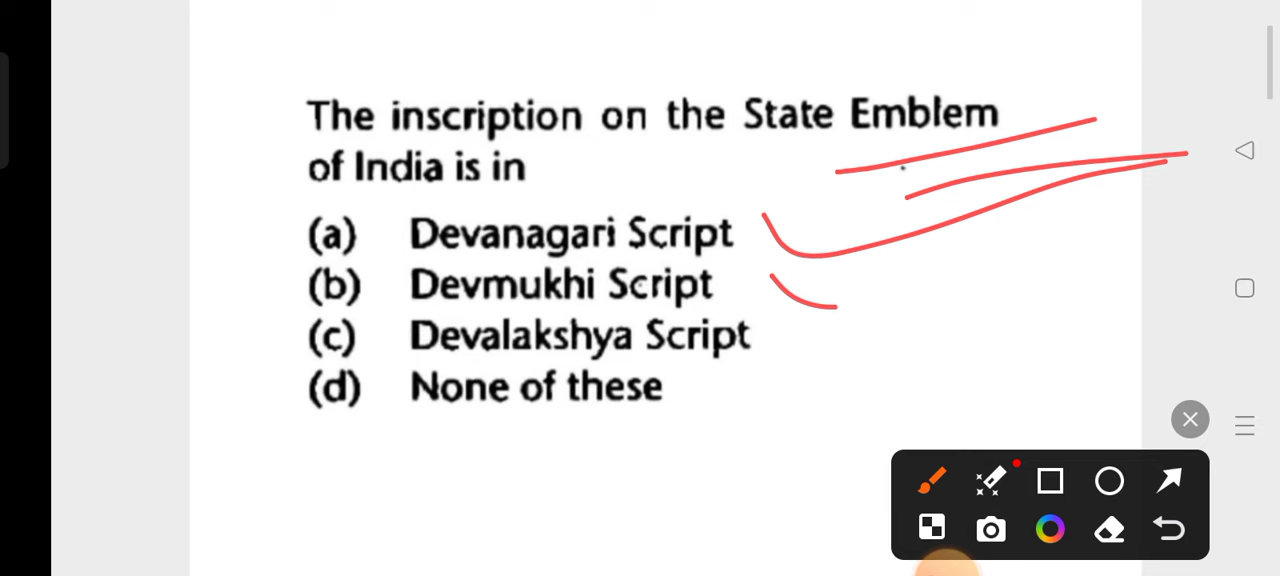 The inscription on the State Emblem
of India is in
(a) Devanagari Script
(b) Devmukhi Script
(c) Devalakshya Script
(d) None of these